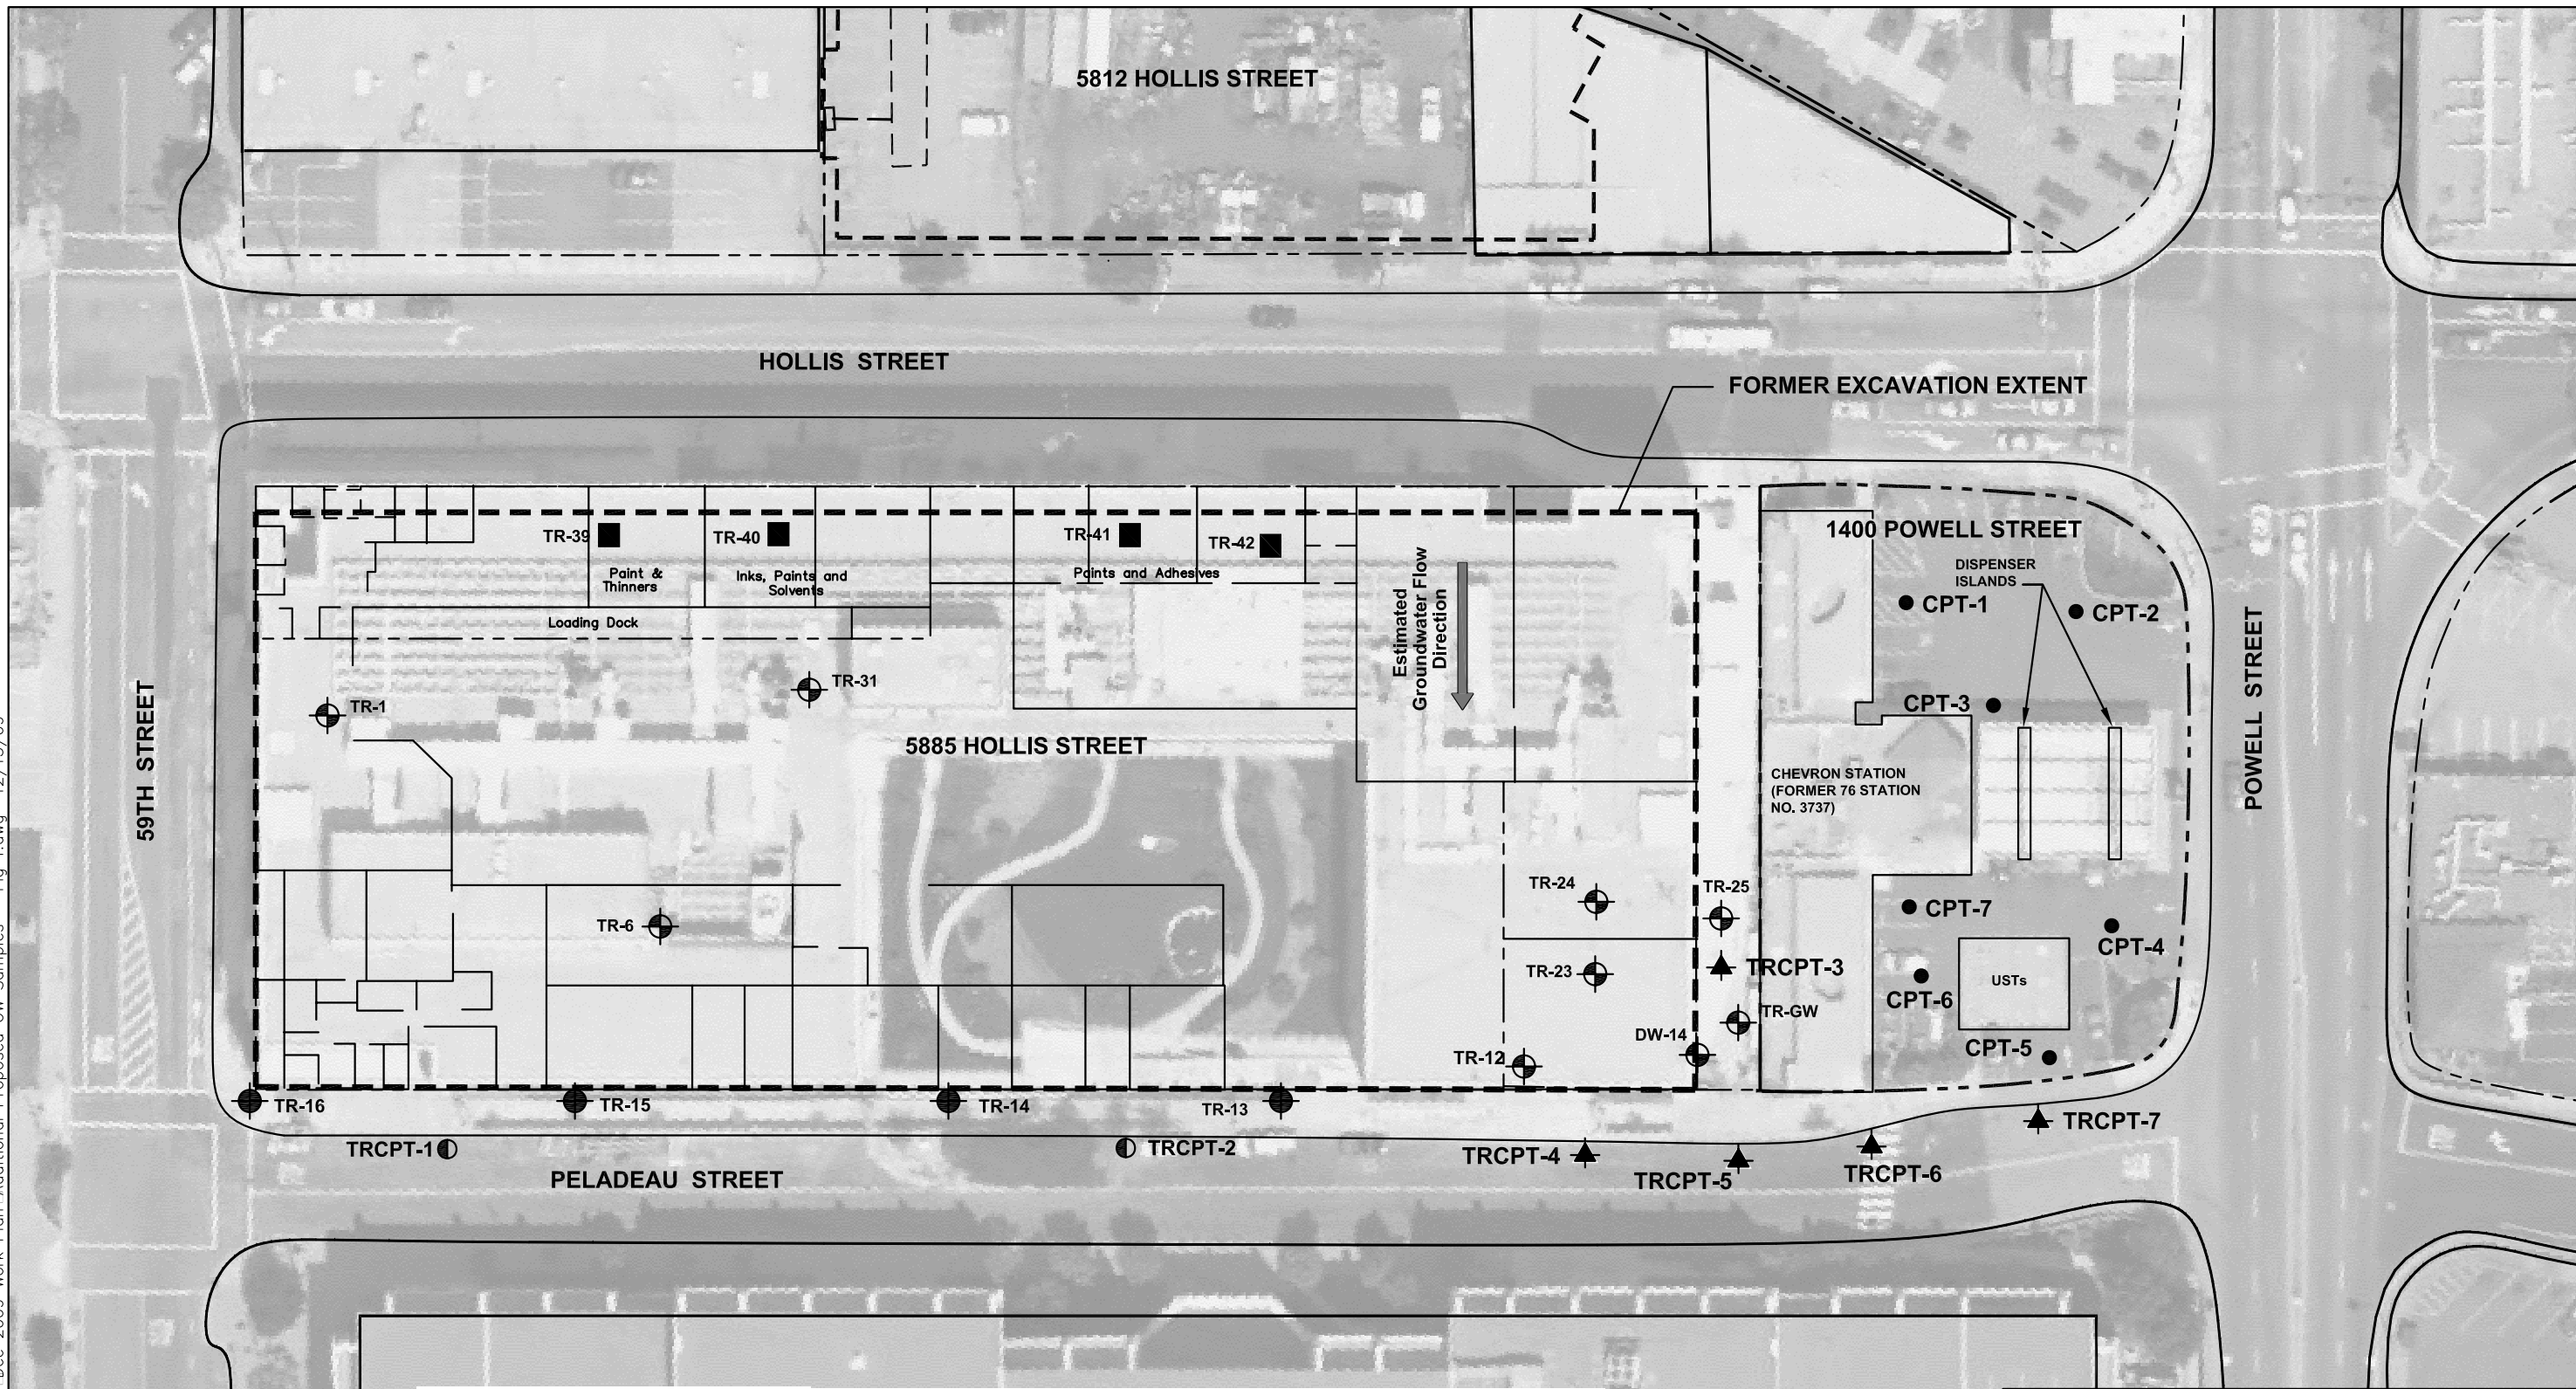 5812 HOLLIS STREET
HOLLIS STREET
FORMER EXCAVATION EXTENT
1400 POWELL STREET
TR-39
TR-40
TR-41
TR-42
DISPENSER
ISLANDS
Paint &
Thinners
Inks, Paints and
Solvents
Paints and Adhesives
Estimated
Groundwater Flow
Direction
CPT-1
CPT-2
Loading Dock
TR-31
TR-1
CPT-3
5885 HOLLIS STREET
59TH STREET
POWELL STREET
CHEVRON STATION
(FORMER 76 STATION
NO. 3737)
TR-24
TR-25
CPT-7
TR-6
CPT-4
TR-23
TRCPT-3
USTs
CPT-6
TR-GW
DW-14
CPT-5
TR-12
TR-16
TR-15
TR-14
TR-13
TRCPT-7
TRCPT-1
TRCPT-2
TRCPT-4
TRCPT-5
TRCPT-6
PELADEAU STREET